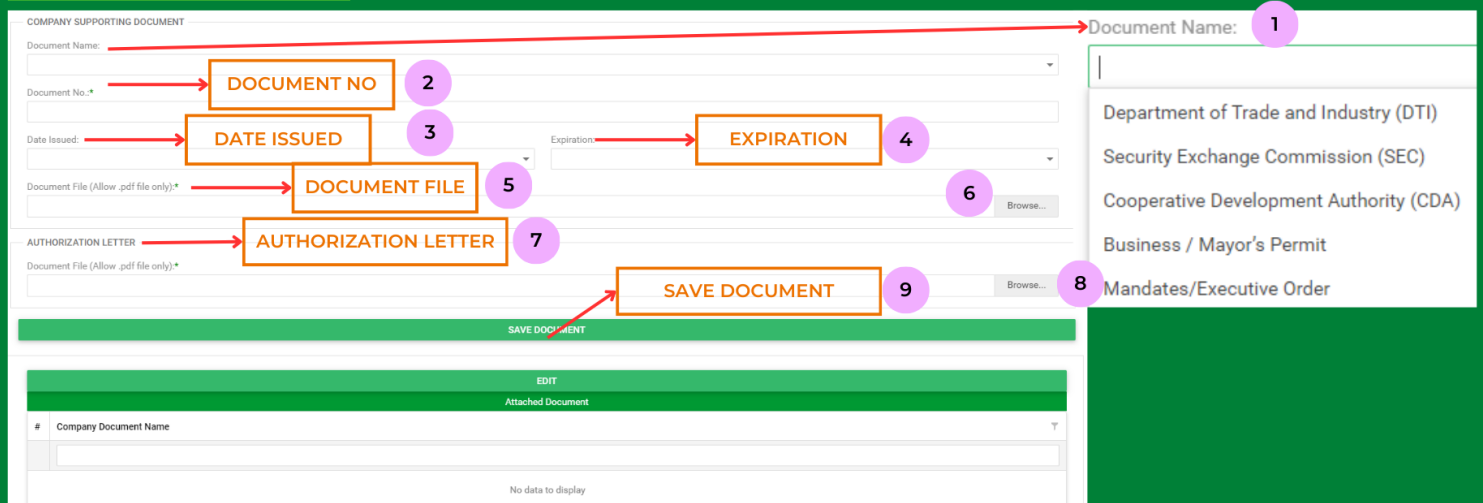 COMPANY SUPPORTING DOCUMENT
Document Name:
Document Name: 1
DOCUMENT NO 2
Document No.:*
Date Issued: DATE ISSUED 3
Expiration: EXPIRATION 4
Document File (Allow .pdf file only):* DOCUMENT FILE 5
6 Browse...
AUTHORIZATION LETTER AUTHORIZATION LETTER 7
Document File (Allow .pdf file only):*
SAVE DOCUMENT 9
Browse... 8
SAVE DOCUMENT
EDIT
Attached Document
# Company Document Name
No data to display
Department of Trade and Industry (DTI)
Security Exchange Commission (SEC)
Cooperative Development Authority (CDA)
Business / Mayor's Permit
Mandates/Executive Order